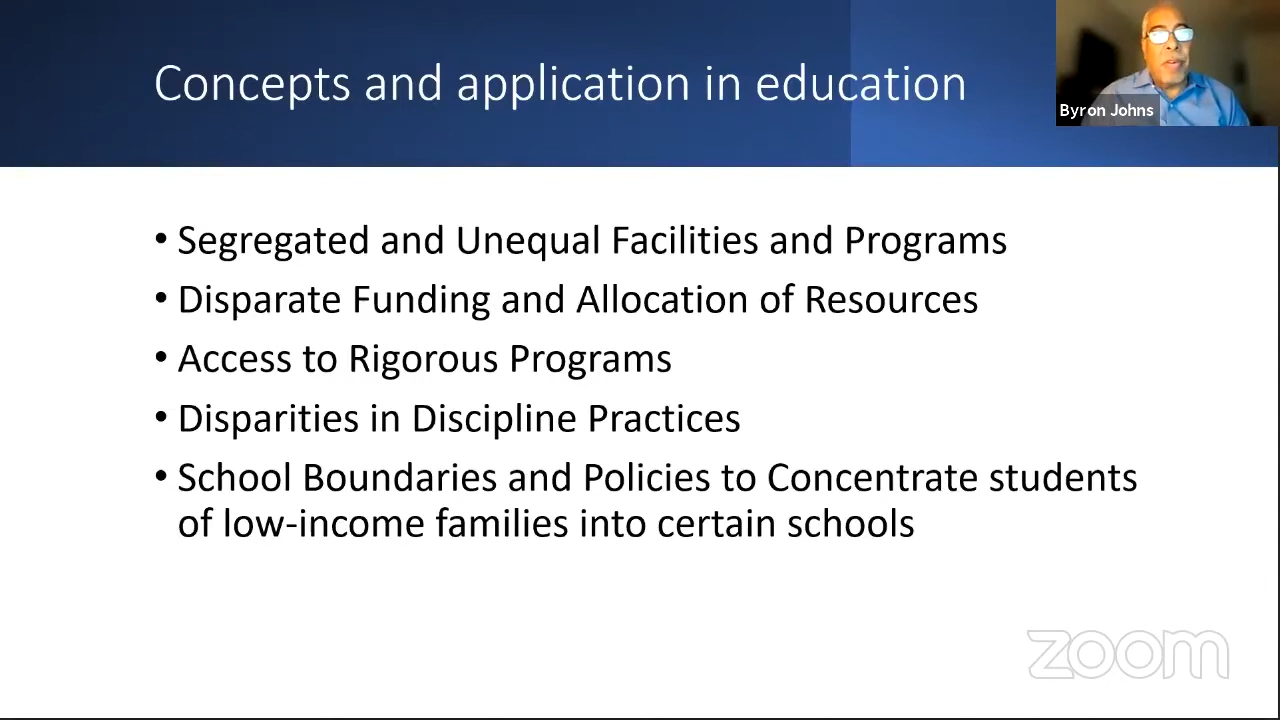 Concepts and application in education
Byron Johns
• Segregated and Unequal Facilities and Programs
• Disparate Funding and Allocation of Resources
• Access to Rigorous Programs
• Disparities in Discipline Practices
• School Boundaries and Policies to Concentrate students
of low-income families into certain schools
zoom